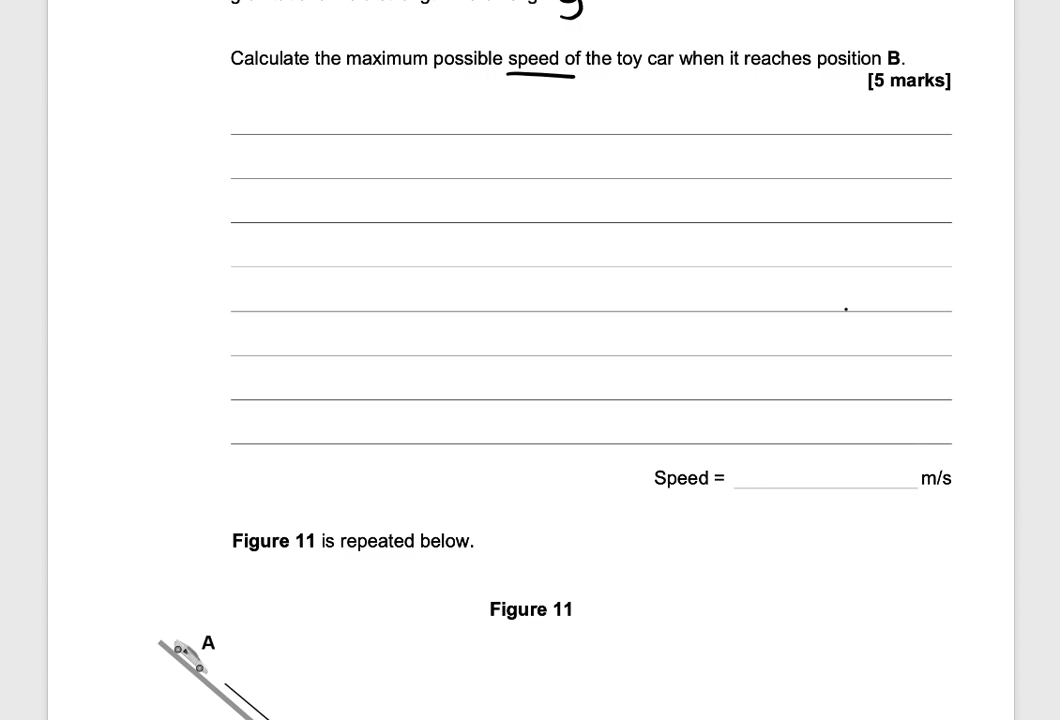 Calculate the maximum possible speed of the toy car when it reaches position B.
[5 marks]
Speed = m/s
Figure 11 is repeated below.
Figure 11
A